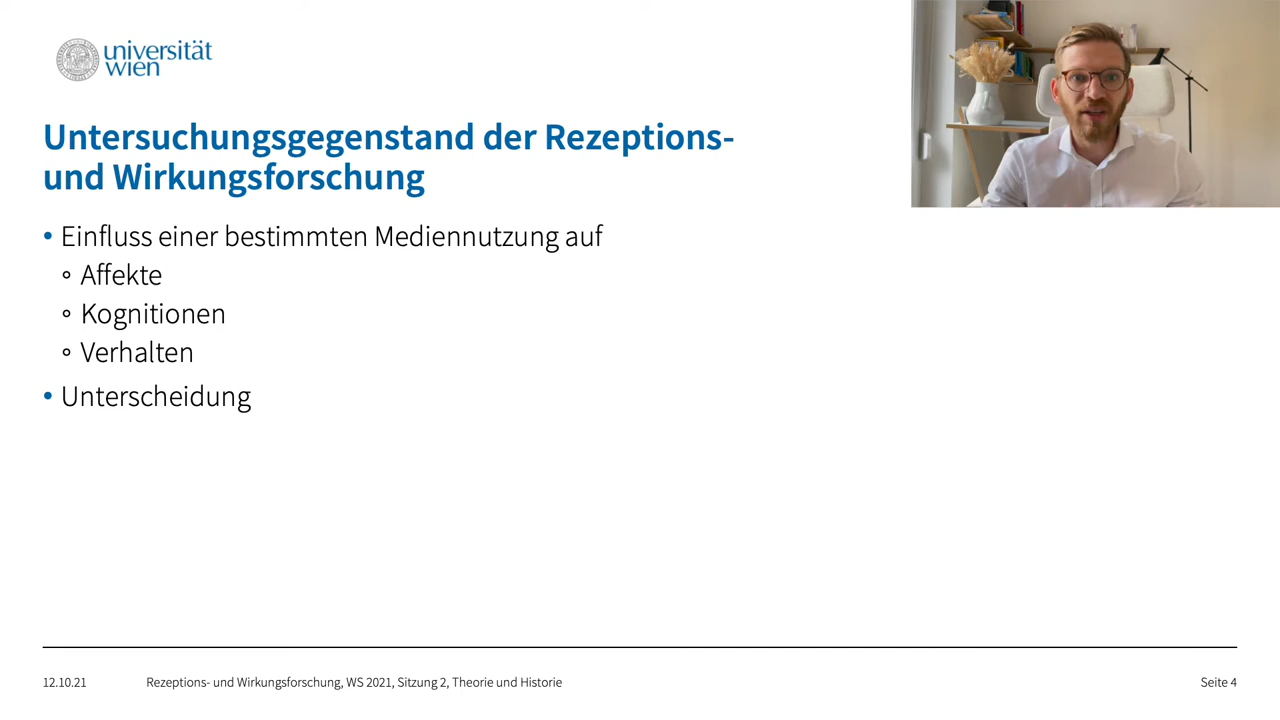 universität
wien
Untersuchungsgegenstand der Rezeptions-
und Wirkungsforschung
• Einfluss einer bestimmten Mediennutzung auf
∘ Affekte
∘ Kognitionen
∘ Verhalten
• Unterscheidung
12.10.21 Rezeptions- und Wirkungsforschung, WS 2021, Sitzung 2, Theorie und Historie Seite 4